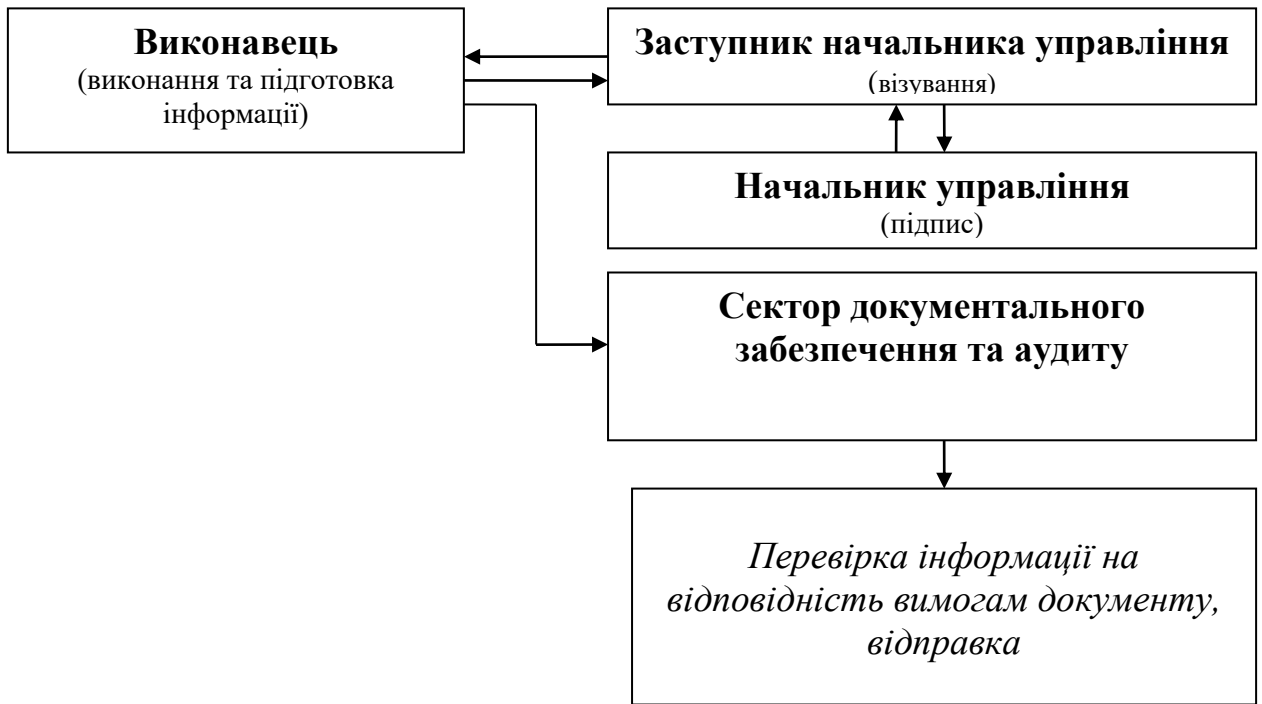 Виконавець
(виконання та підготовка
інформації)
Заступник начальника управління
(візування)
Начальник управління
(підпис)
Сектор документального
забезпечення та аудиту
Перевірка інформації на
відповідність вимогам документу,
відправка